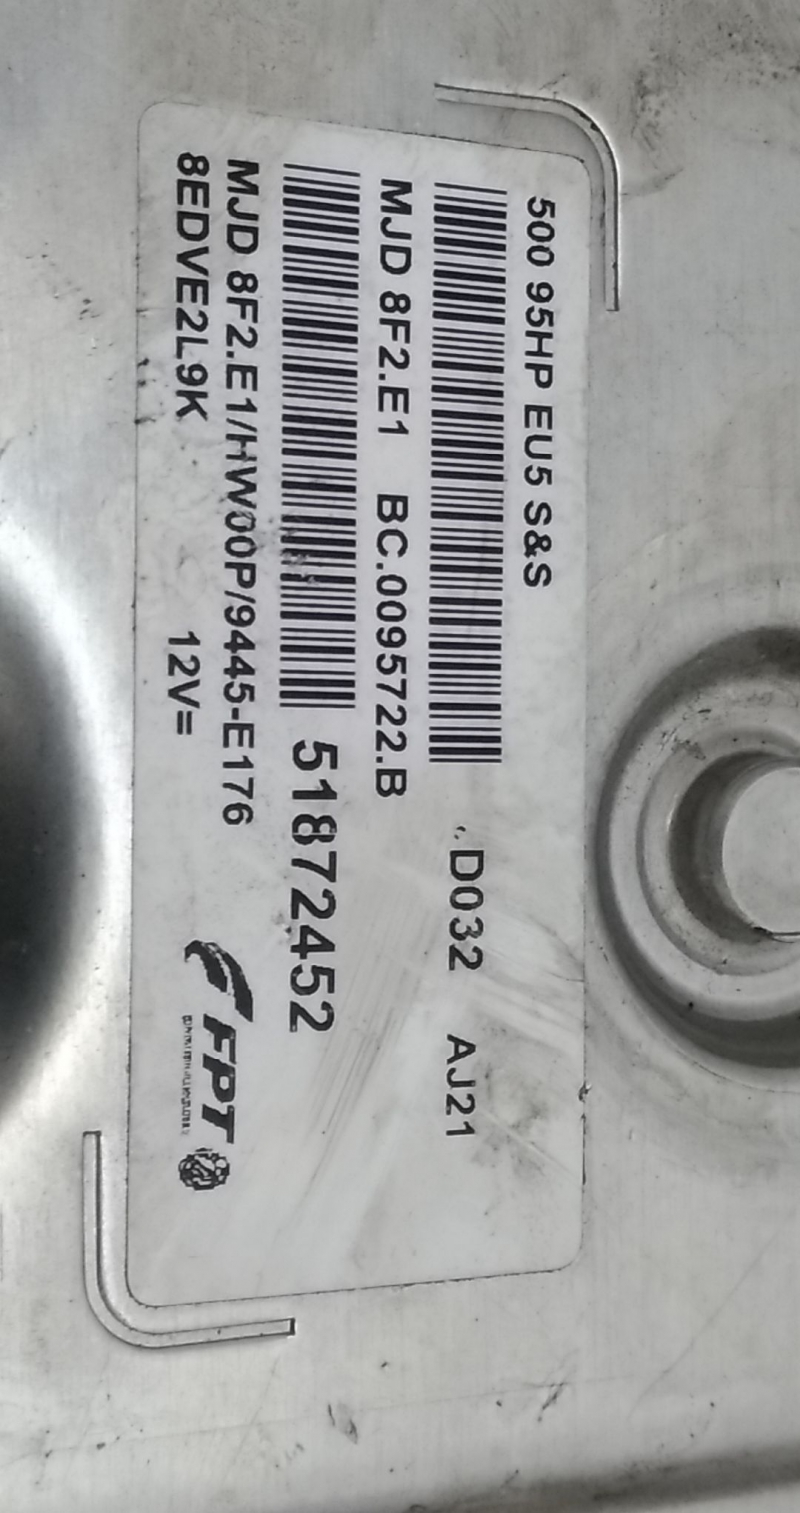 500 95HP EU5 S&S
D032 AJ21
MJD 8F2.E1 BC.0095722.B
51872452
MJD 8F2.E1/HW00P/9445-E176
8EDVE2L9K 12V=
FPT